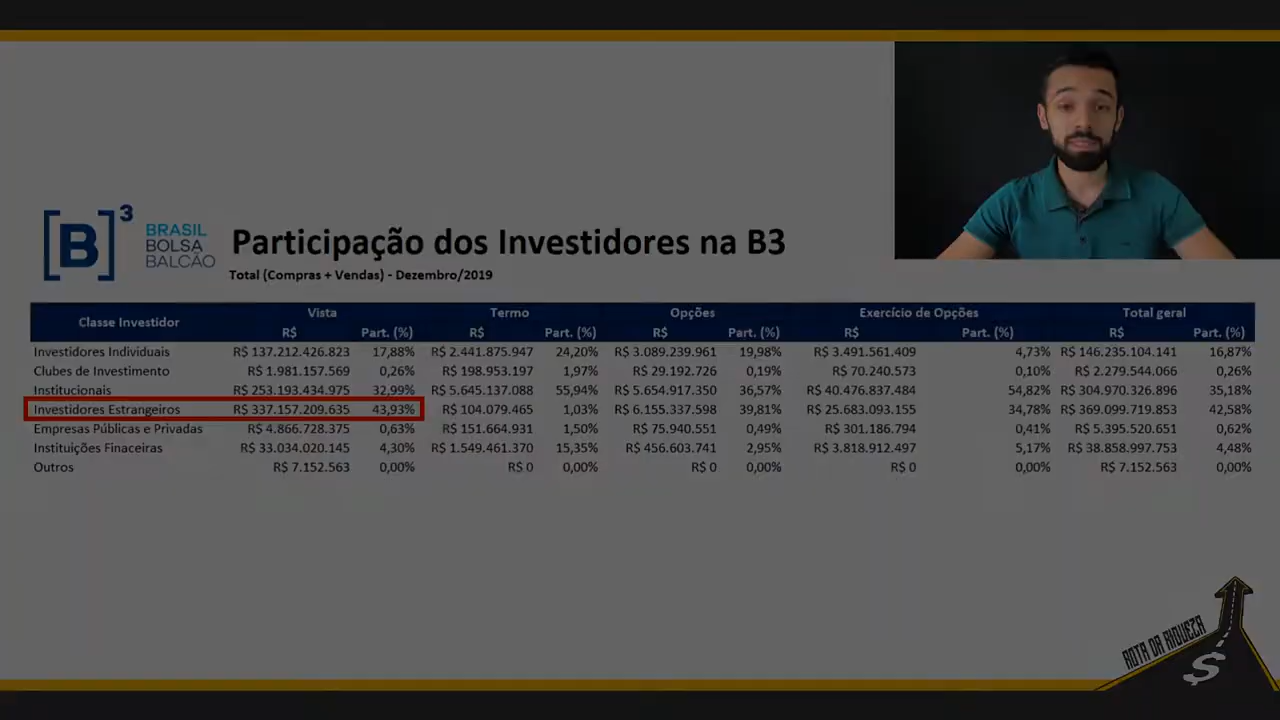 [B]³ BRASIL
BOLSA
BALCÃO
Participação dos Investidores na B3
Total (Compras + Vendas) - Dezembro/2019
Classe Investidor Vista Termo Opções Exercício de Opções Total geral
R$ Part. (%) R$ Part. (%) R$ Part. (%) R$ Part. (%) R$ Part. (%)
Investidores Individuais R$ 137.212.426.823 17,88% R$ 2.441.875.947 24,20% R$ 3.089.239.961 19,98% R$ 3.491.561.409 4,73% R$ 146.235.104.141 16,87%
Clubes de Investimento R$ 1.981.157.569 0,26% R$ 198.953.197 1,97% R$ 29.192.726 0,19% R$ 70.240.573 0,10% R$ 2.279.544.066 0,26%
Institucionais R$ 253.193.434.975 32,99% R$ 5.645.137.088 55,94% R$ 5.654.917.350 36,57% R$ 40.476.837.484 54,82% R$ 304.970.326.896 35,18%
Investidores Estrangeiros R$ 337.157.209.635 43,93% R$ 104.079.465 1,03% R$ 6.155.337.598 39,81% R$ 25.683.093.155 34,78% R$ 369.099.719.853 42,58%
Empresas Públicas e Privadas R$ 4.866.728.375 0,63% R$ 151.664.931 1,50% R$ 75.940.551 0,49% R$ 301.186.794 0,41% R$ 5.395.520.651 0,62%
Instituições Finaceiras R$ 33.034.020.145 4,30% R$ 1.549.461.370 15,35% R$ 456.603.741 2,95% R$ 3.818.912.497 5,17% R$ 38.858.997.753 4,48%
Outros R$ 7.152.563 0,00% R$ 0 0,00% R$ 0 0,00% R$ 0 0,00% R$ 7.152.563 0,00%
ROTA DA RIQUEZA
$